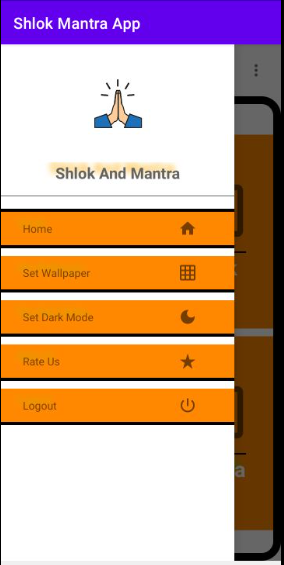 Shlok Mantra App
Shlok And Mantra
Home
Set Wallpaper
Set Dark Mode
Rate Us
Logout